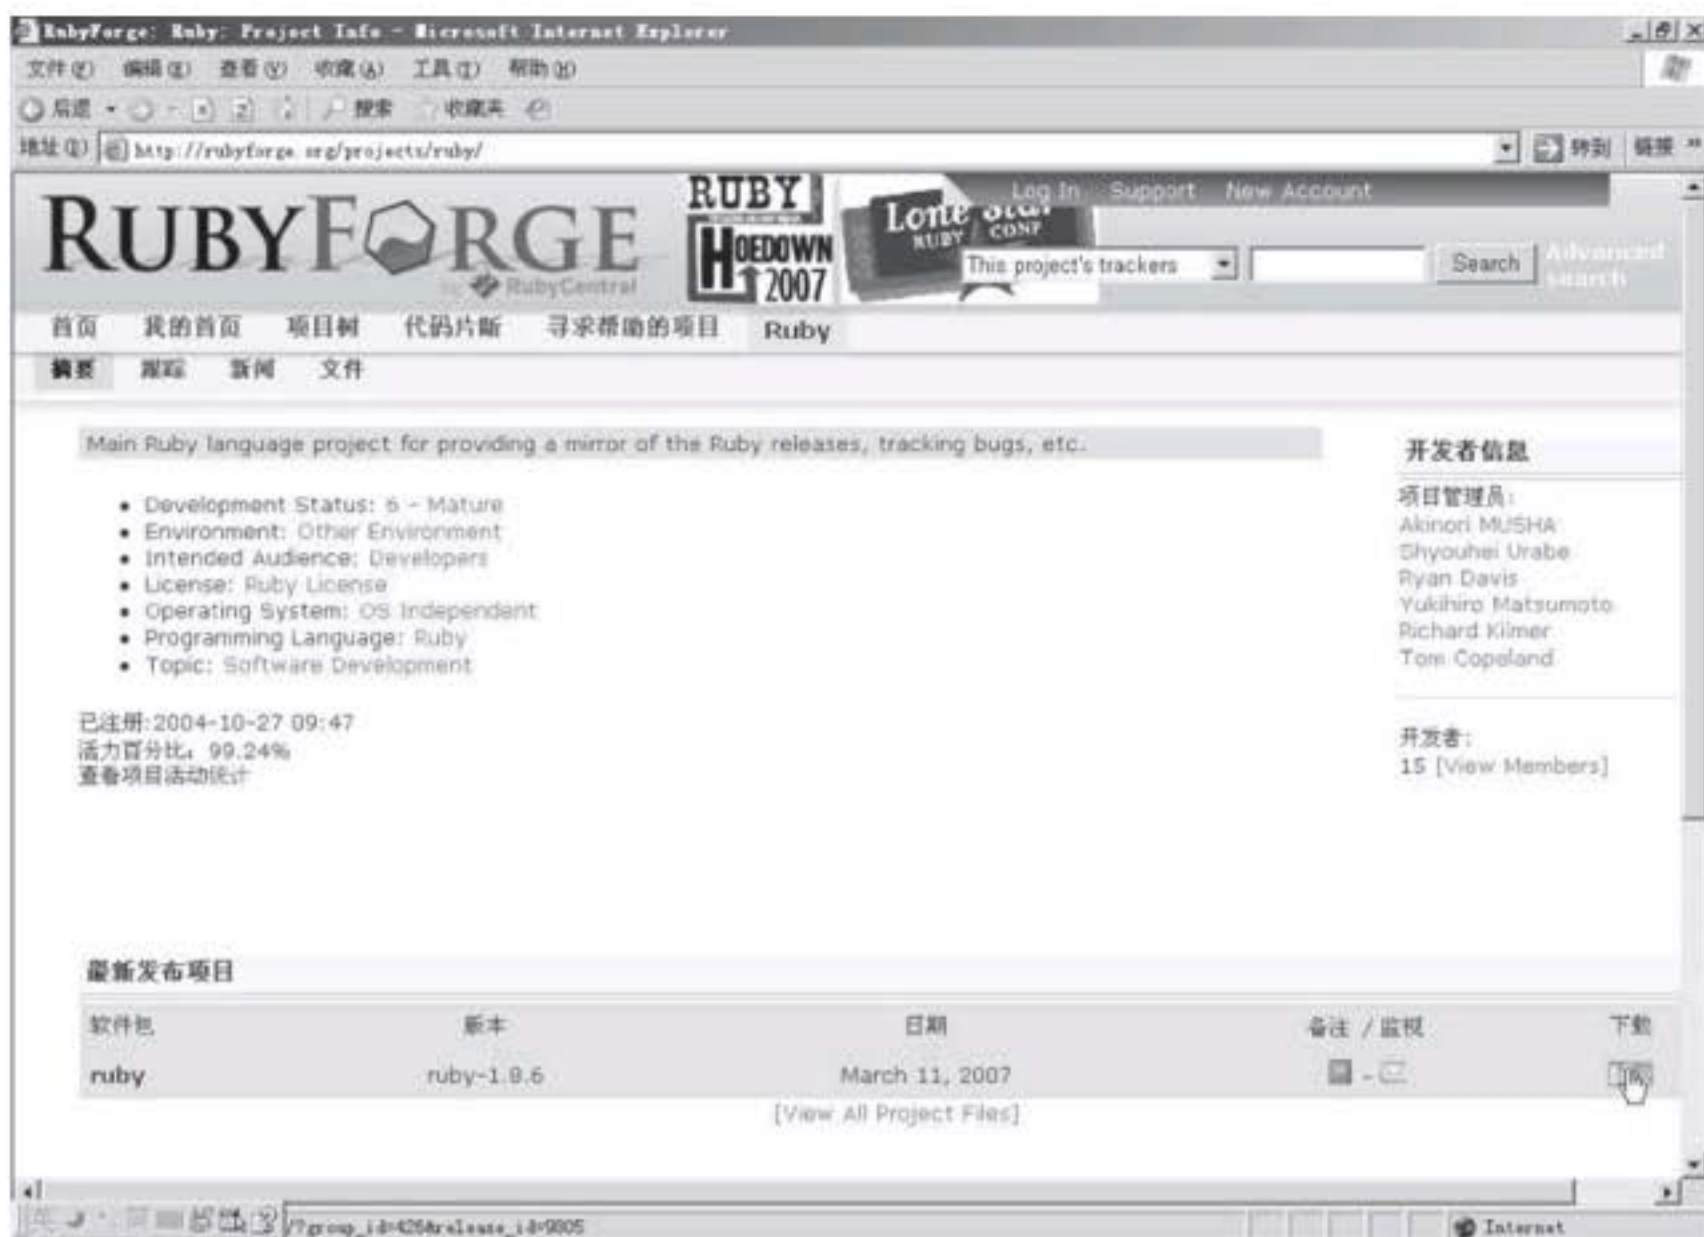 RubyForge: Ruby: Project Info - Microsoft Internet Explorer
文件(F) 编辑(E) 查看(V) 收藏(A) 工具(T) 帮助(H)
后退 搜索 收藏夹
地址(D) http://rubyforge.org/projects/ruby/ 转到 链接 »
RUBYFORGE
by RubyCentral
RUBY
HOEDOWN
2007
Lone Star
RUBY CONF
Log In Support New Account
This project's trackers Search Advanced search
首页 我的首页 项目树 代码片断 寻求帮助的项目 Ruby
摘要 跟踪 新闻 文件
Main Ruby language project for providing a mirror of the Ruby releases, tracking bugs, etc.
• Development Status: 6 - Mature
• Environment: Other Environment
• Intended Audience: Developers
• License: Ruby License
• Operating System: OS Independent
• Programming Language: Ruby
• Topic: Software Development
已注册:2004-10-27 09:47
活力百分比: 99.24%
查看项目活动统计
开发者信息
项目管理员:
Akinori MUSHA
Shyouhei Urabe
Ryan Davis
Yukihiro Matsumoto
Richard Kilmer
Tom Copeland
开发者:
15 [View Members]
最新发布项目
软件包 版本 日期 备注 / 监视 下载
ruby ruby-1.8.6 March 11, 2007 -
[View All Project Files]
/?group_id=426&release_id=9805 Internet